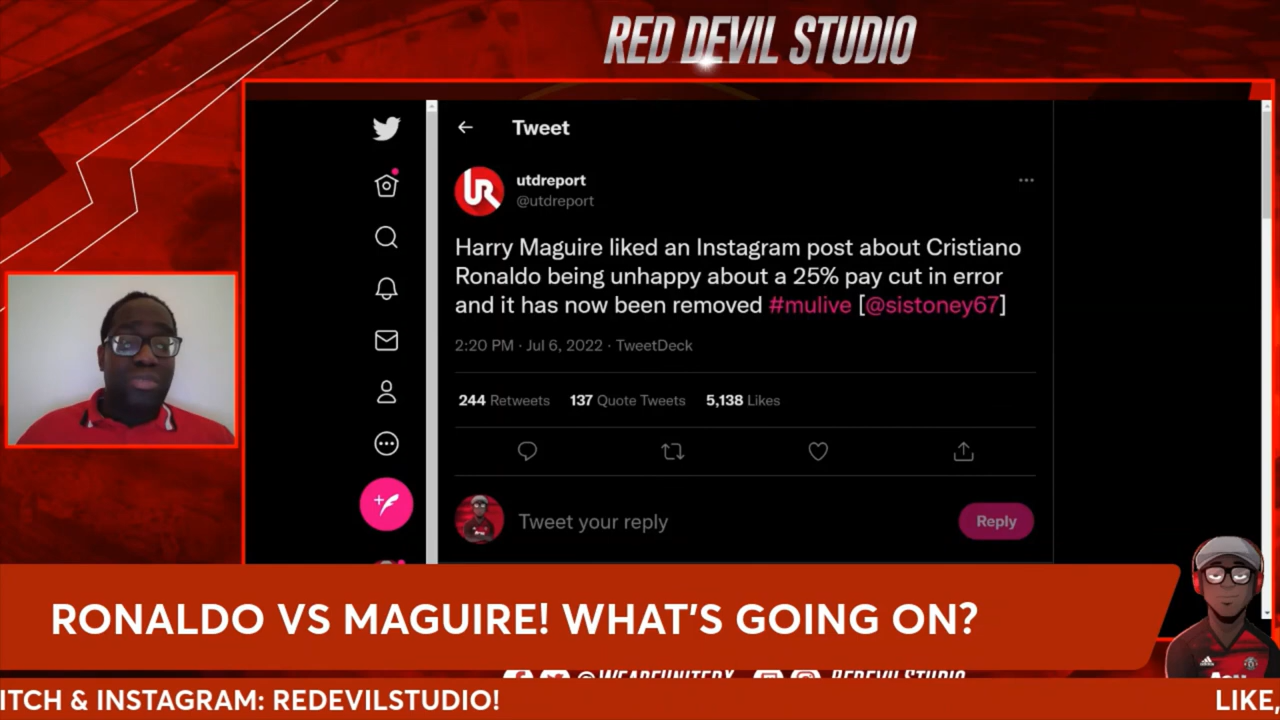 RED DEVIL STUDIO
Tweet
utdreport
@utdreport
Harry Maguire liked an Instagram post about Cristiano
Ronaldo being unhappy about a 25% pay cut in error
and it has now been removed #mulive [@sistoney67]
2:20 PM · Jul 6, 2022 · TweetDeck
244 Retweets 137 Quote Tweets 5,138 Likes
Tweet your reply
Reply
RONALDO VS MAGUIRE! WHAT'S GOING ON?
REDEVILSTUDIO
ITCH & INSTAGRAM: REDEVILSTUDIO!
LIKE,